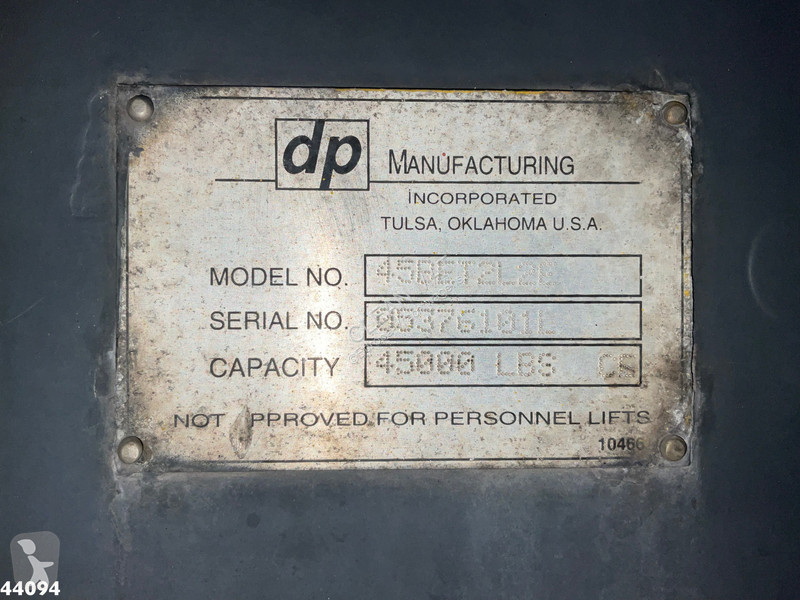 dp MANUFACTURING
INCORPORATED
TULSA, OKLAHOMA U.S.A.
MODEL NO.
SERIAL NO. 05376101L
CAPACITY 45000 LBS
NOT PPROVED FOR PERSONNEL LIFTS
10466
44094